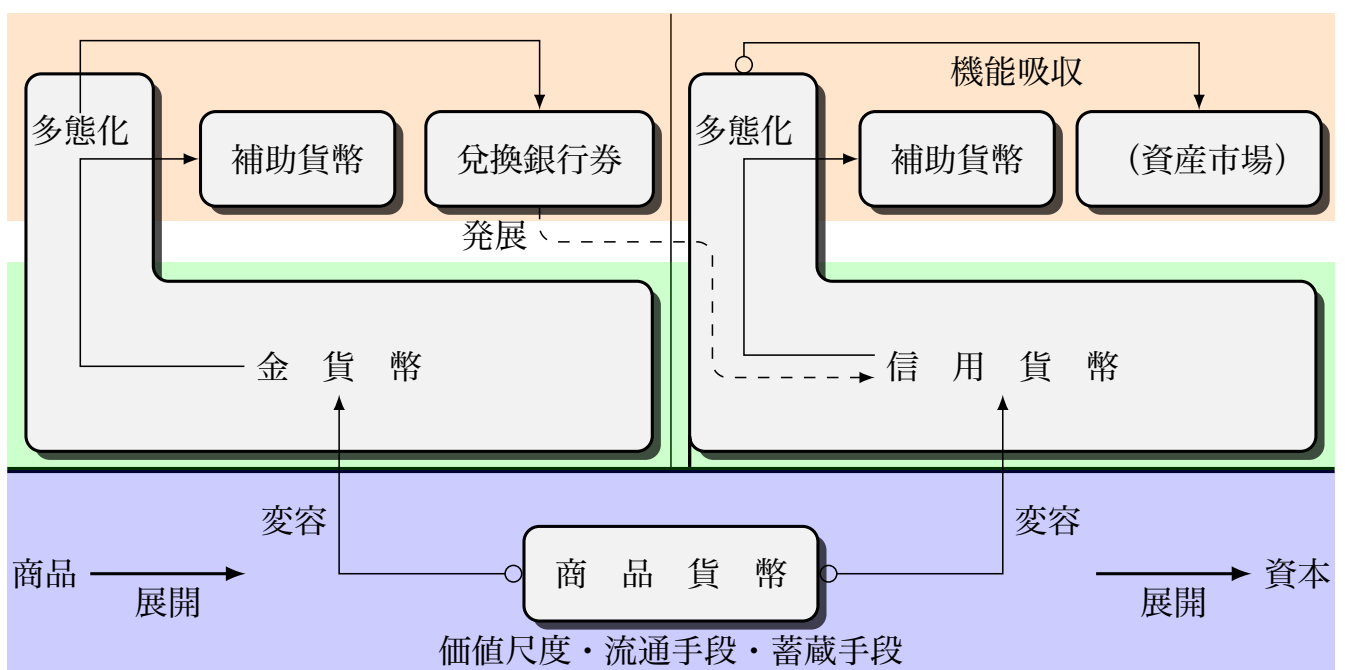 機能吸収
多態化
補助貨幣
兌換銀行券
多態化
補助貨幣
（資産市場）
発展
金 貨 幣
信 用 貨 幣
変容
変容
商品
展開
商 品 貨 幣
展開
資本
価値尺度・流通手段・蓄蔵手段